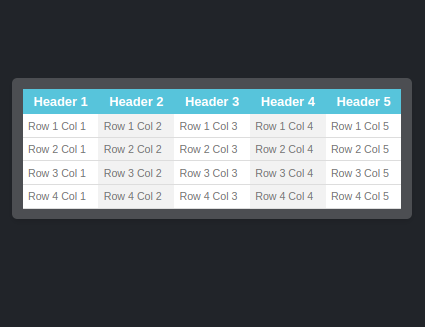 Header 1 Header 2 Header 3 Header 4 Header 5
Row 1 Col 1 Row 1 Col 2 Row 1 Col 3 Row 1 Col 4 Row 1 Col 5
Row 2 Col 1 Row 2 Col 2 Row 2 Col 3 Row 2 Col 4 Row 2 Col 5
Row 3 Col 1 Row 3 Col 2 Row 3 Col 3 Row 3 Col 4 Row 3 Col 5
Row 4 Col 1 Row 4 Col 2 Row 4 Col 3 Row 4 Col 4 Row 4 Col 5